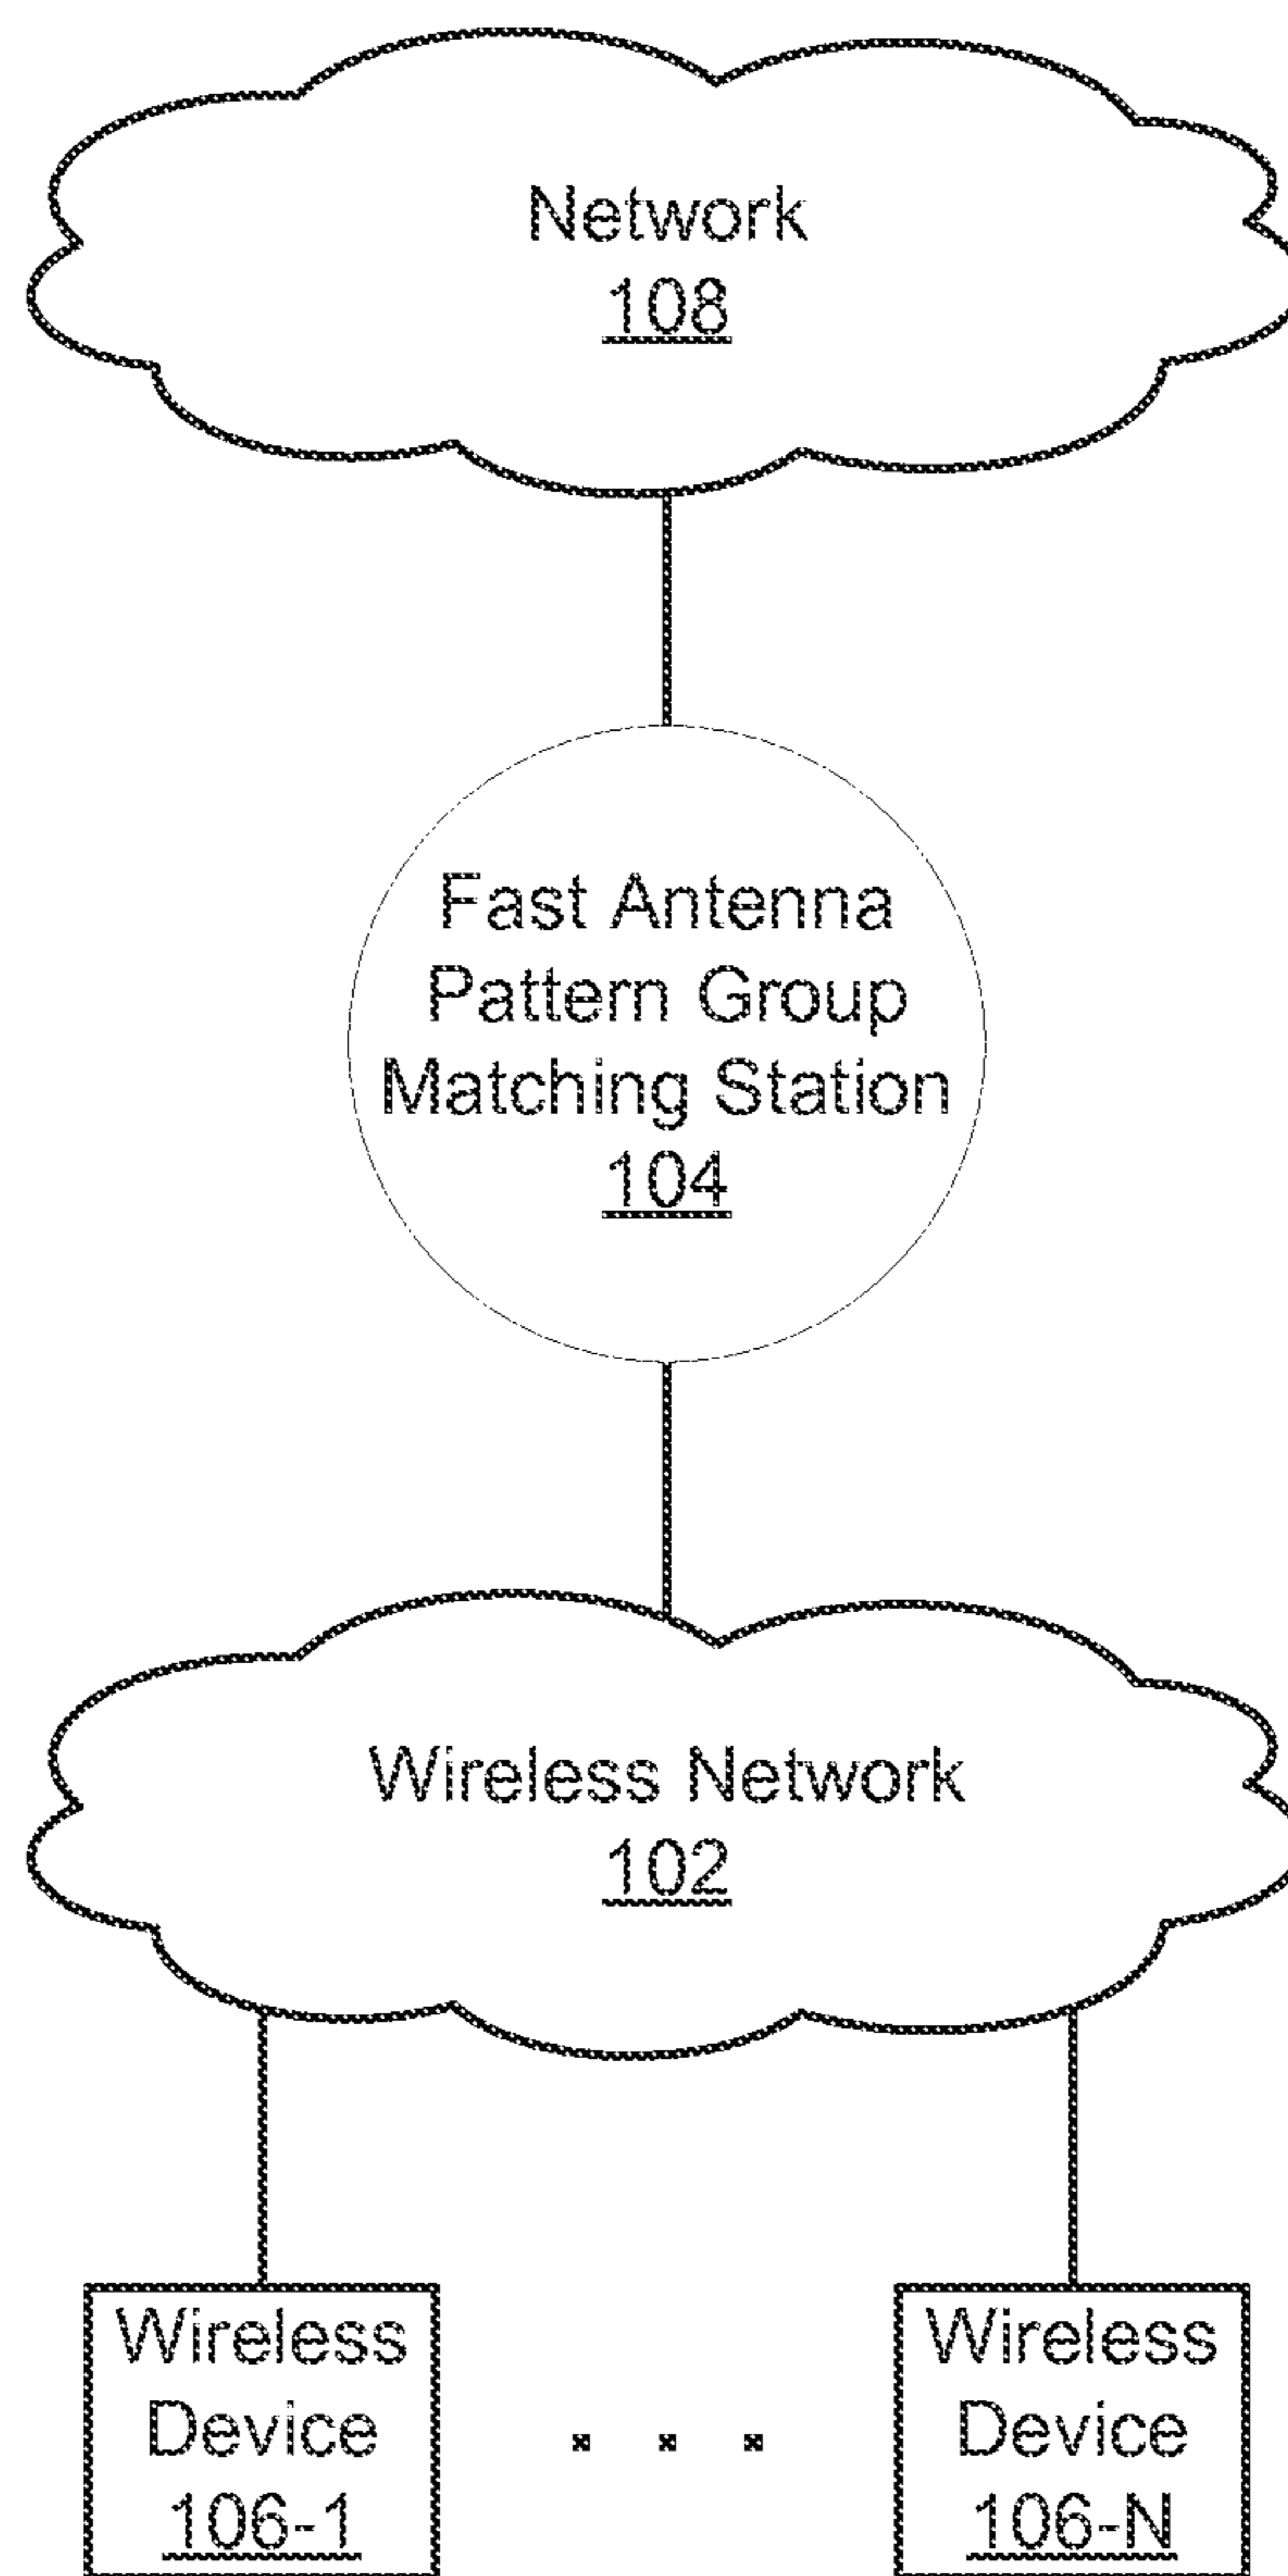 Network
108
Fast Antenna
Pattern Group
Matching Station
104
Wireless Network
102
Wireless
Device
106-1
. . .
Wireless
Device
106-N